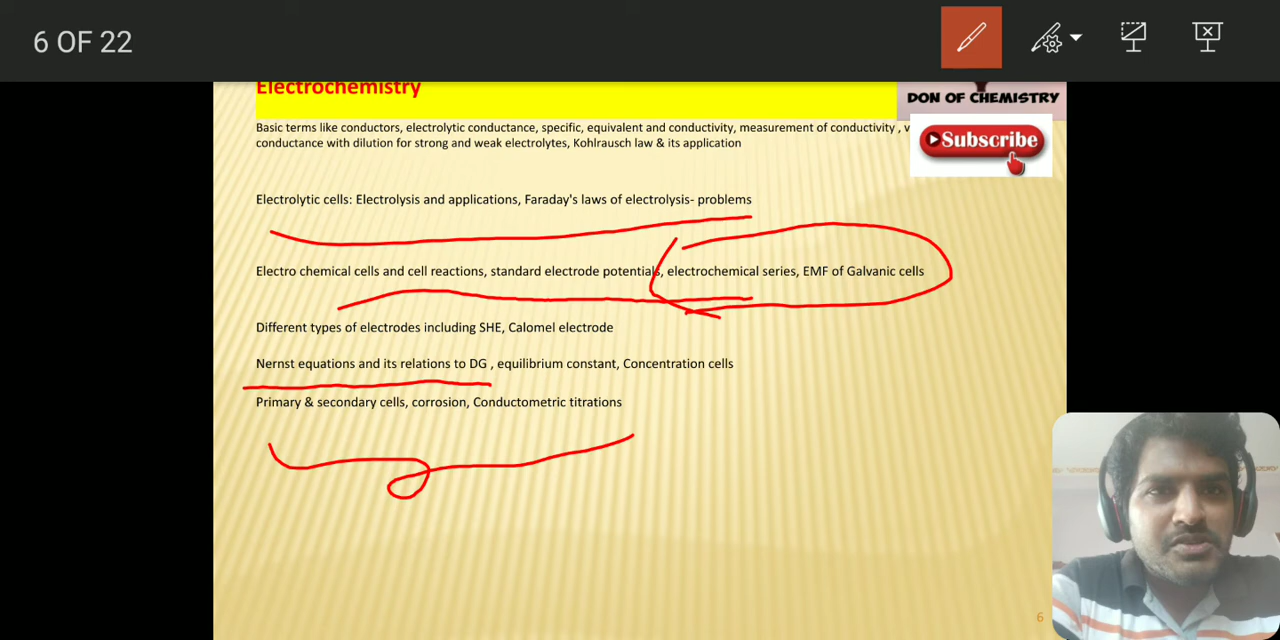 6 OF 22
Electrochemistry
DON OF CHEMISTRY
Basic terms like conductors, electrolytic conductance, specific, equivalent and conductivity, measurement of conductivity ,
conductance with dilution for strong and weak electrolytes, Kohlrausch law & its application
Subscribe
Electrolytic cells: Electrolysis and applications, Faraday's laws of electrolysis- problems
Electro chemical cells and cell reactions, standard electrode potentials, electrochemical series, EMF of Galvanic cells
Different types of electrodes including SHE, Calomel electrode
Nernst equations and its relations to DG , equilibrium constant, Concentration cells
Primary & secondary cells, corrosion, Conductometric titrations
6